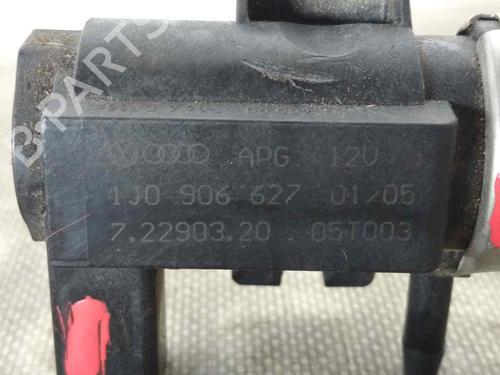 B-PARTS
APG 12V
1J0 906 627 01/05
7.22903.20 05T003